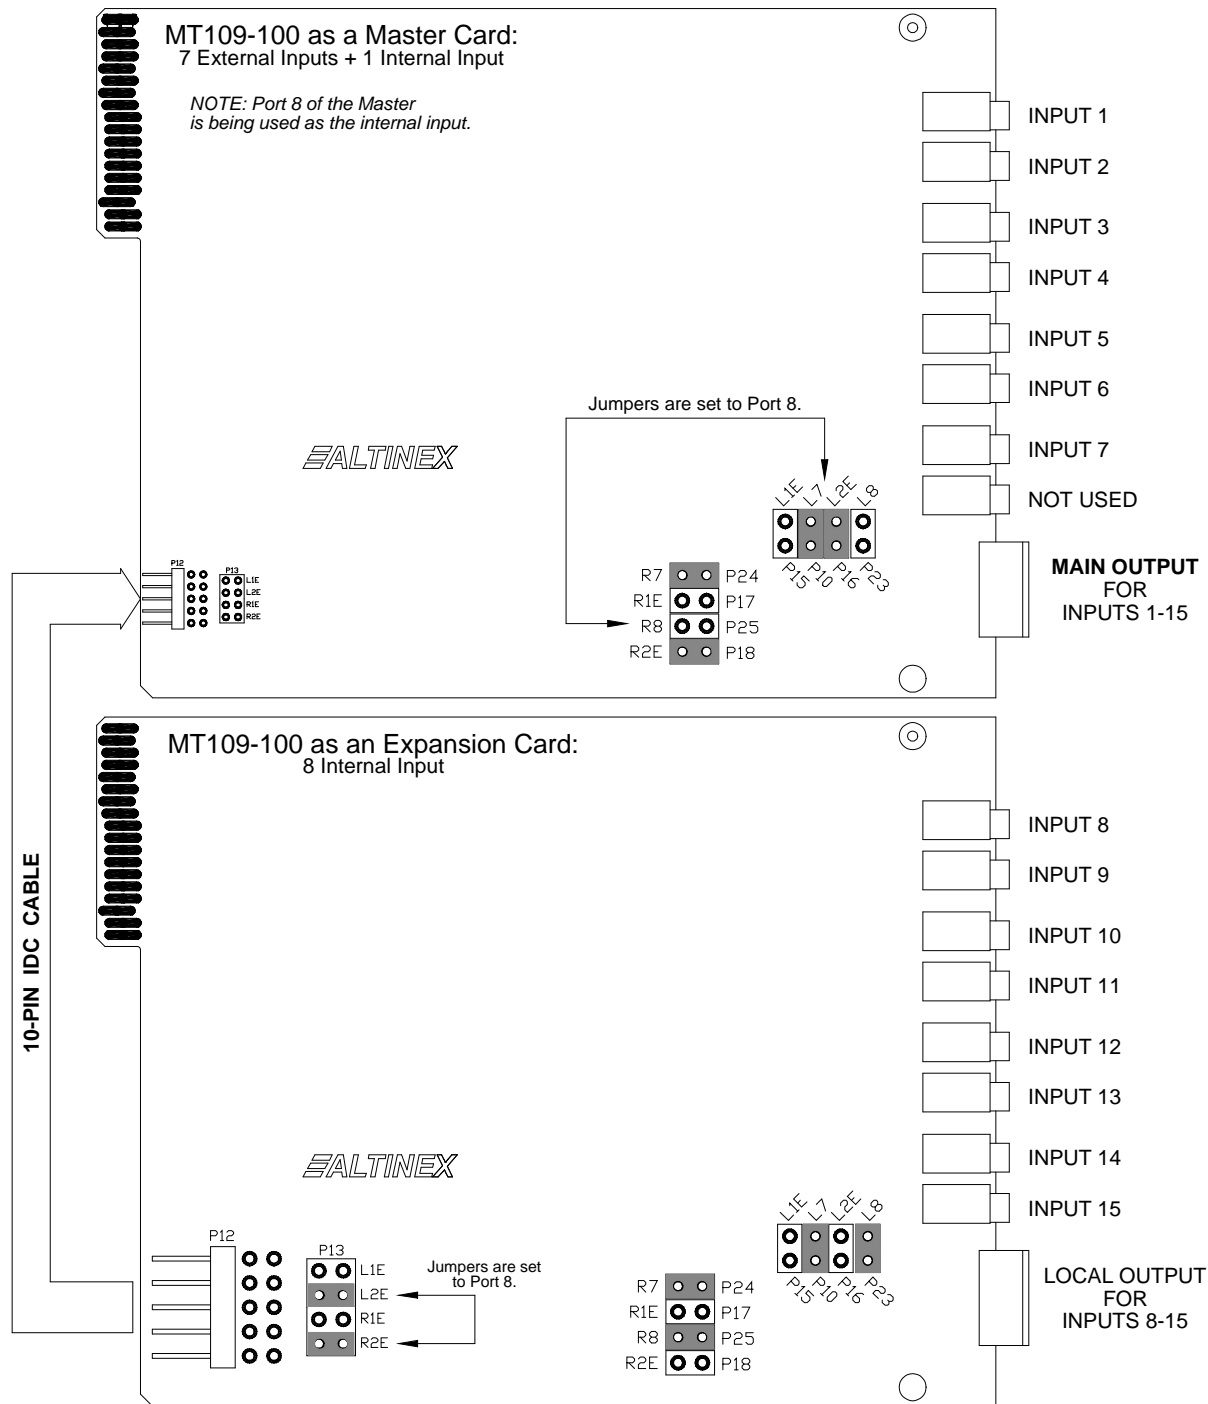 MT109-100 as a Master Card:
7 External Inputs + 1 Internal Input
NOTE: Port 8 of the Master
is being used as the internal input.
INPUT 1
INPUT 2
INPUT 3
INPUT 4
INPUT 5
INPUT 6
INPUT 7
NOT USED
Jumpers are set to Port 8.
ALTINEX
L1E L7 L2E L8
P15 P10 P16 P23
R7 P24
R1E P17
R8 P25
R2E P18
P12
P13
L1E
L2E
R1E
R2E
MAIN OUTPUT
FOR
INPUTS 1-15
10-PIN IDC CABLE
MT109-100 as an Expansion Card:
8 Internal Input
INPUT 8
INPUT 9
INPUT 10
INPUT 11
INPUT 12
INPUT 13
INPUT 14
INPUT 15
ALTINEX
L1E L7 L2E L8
P15 P10 P16 P23
P12
P13
L1E
L2E
R1E
R2E
Jumpers are set
to Port 8.
R7 P24
R1E P17
R8 P25
R2E P18
LOCAL OUTPUT
FOR
INPUTS 8-15